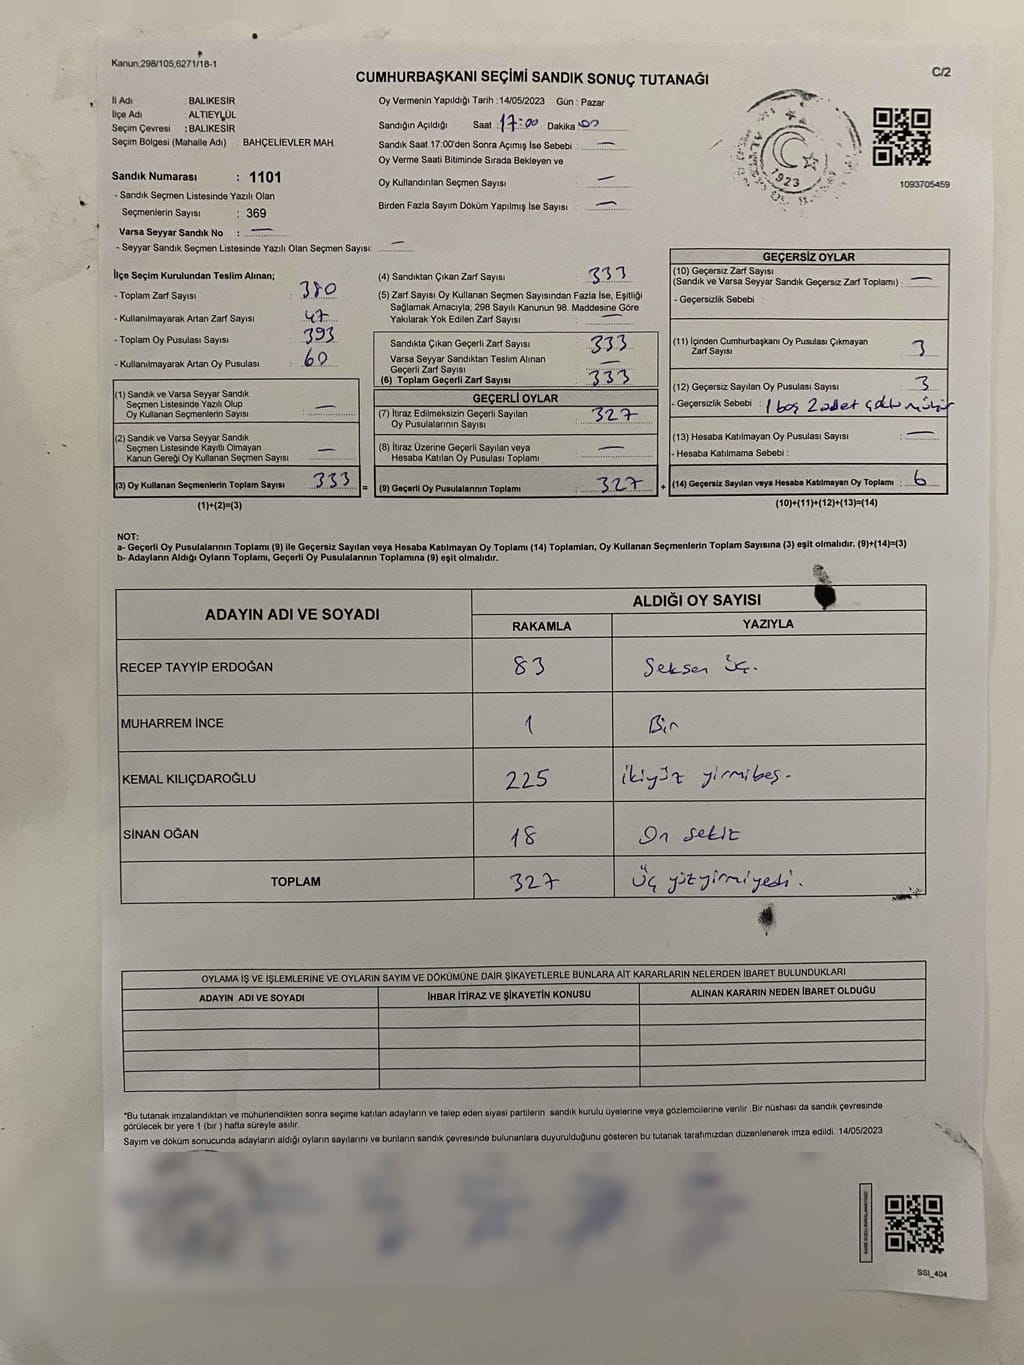 Kanun;298/105,6271/18-1
C/2
CUMHURBAŞKANI SEÇİMİ SANDIK SONUÇ TUTANAĞI
İl Adı : BALIKESİR
İlçe Adı : ALTIEYLÜL
Seçim Çevresi : BALIKESİR
Seçim Bölgesi (Mahalle Adı) : BAHÇELİEVLER MAH.
Sandık Numarası : 1101
- Sandık Seçmen Listesinde Yazılı Olan
Seçmenlerin Sayısı : 369
Varsa Seyyar Sandık No : —
- Seyyar Sandık Seçmen Listesinde Yazılı Olan Seçmen Sayısı: —
Oy Vermenin Yapıldığı Tarih : 14/05/2023 Gün : Pazar
Sandığın Açıldığı Saat : 17:00 Dakika : 00
Sandık Saat 17:00'den Sonra Açımış İse Sebebi : —
Oy Verme Saati Bitiminde Sırada Bekleyen ve
Oy Kullandırılan Seçmen Sayısı : —
Birden Fazla Sayım Döküm Yapılmış İse Sayısı : —
1923
1093705459
İlçe Seçim Kurulundan Teslim Alınan;
- Toplam Zarf Sayısı : 380
- Kullanılmayarak Artan Zarf Sayısı : 47
- Toplam Oy Pusulası Sayısı : 393
- Kullanılmayarak Artan Oy Pusulası : 60
(1) Sandık ve Varsa Seyyar Sandık
Seçmen Listesinde Yazılı Olup
Oy Kullanan Seçmenlerin Sayısı : —
(2) Sandık ve Varsa Seyyar Sandık
Seçmen Listesinde Kayıtlı Olmayan
Kanun Gereği Oy Kullanan Seçmen Sayısı : —
(3) Oy Kullanan Seçmenlerin Toplam Sayısı : 333 =
(1)+(2)=(3)
(4) Sandıktan Çıkan Zarf Sayısı : 333
(5) Zarf Sayısı Oy Kullanan Seçmen Sayısından Fazla İse, Eşitliği
Sağlamak Amacıyla, 298 Sayılı Kanunun 98. Maddesine Göre
Yakılarak Yok Edilen Zarf Sayısı : —
Sandıkta Çıkan Geçerli Zarf Sayısı : 333
Varsa Seyyar Sandıktan Teslim Alınan
Geçerli Zarf Sayısı : —
(6) Toplam Geçerli Zarf Sayısı : 333
GEÇERLİ OYLAR
(7) İtiraz Edilmeksizin Geçerli Sayılan
Oy Pusulalarının Sayısı : 327
(8) İtiraz Üzerine Geçerli Sayılan veya
Hesaba Katılan Oy Pusulası Toplamı : —
(9) Geçerli Oy Pusulalarının Toplamı : 327 +
GEÇERSİZ OYLAR
(10) Geçersiz Zarf Sayısı
(Sandık ve Varsa Seyyar Sandık Geçersiz Zarf Toplamı) : —
- Geçersizlik Sebebi :
(11) İçinden Cumhurbaşkanı Oy Pusulası Çıkmayan
Zarf Sayısı : 3
(12) Geçersiz Sayılan Oy Pusulası Sayısı : 3
- Geçersizlik Sebebi : 1 boş 2 adet çoklu mühür
(13) Hesaba Katılmayan Oy Pusulası Sayısı : —
- Hesaba Katılmama Sebebi :
(14) Geçersiz Sayılan veya Hesaba Katılmayan Oy Toplamı : 6
(10)+(11)+(12)+(13)=(14)
NOT:
a- Geçerli Oy Pusulalarının Toplamı (9) ile Geçersiz Sayılan veya Hesaba Katılmayan Oy Toplamı (14) Toplamları, Oy Kullanan Seçmenlerin Toplam Sayısına (3) eşit olmalıdır. (9)+(14)=(3)
b- Adayların Aldığı Oyların Toplamı, Geçerli Oy Pusulalarının Toplamına (9) eşit olmalıdır.
ADAYIN ADI VE SOYADI
ALDIĞI OY SAYISI
RAKAMLA YAZIYLA
RECEP TAYYİP ERDOĞAN 83 Seksen üç.
MUHARREM İNCE 1 Bir
KEMAL KILIÇDAROĞLU 225 ikiyüz yirmibeş-
SİNAN OĞAN 18 On sekiz
TOPLAM 327 Üç yüz yirmiyedi.
OYLAMA İŞ VE İŞLEMLERİNE VE OYLARIN SAYIM VE DÖKÜMÜNE DAİR ŞİKAYETLERLE BUNLARA AİT KARARLARIN NELERDEN İBARET BULUNDUKLARI
ADAYIN ADI VE SOYADI İHBAR İTİRAZ VE ŞİKAYETİN KONUSU ALINAN KARARIN NEDEN İBARET OLDUĞU
*Bu tutanak imzalandıktan ve mühürlendikten sonra seçime katılan adayların ve talep eden siyasi partilerin sandık kurulu üyelerine veya gözlemcilerine verilir. Bir nüshası da sandık çevresinde
görülecek bir yere 1 (bir ) hafta süreyle asılır.
Sayım ve döküm sonucunda adayların aldığı oyların sayılarını ve bunların sandık çevresinde bulunanlara duyurulduğunu gösteren bu tutanak tarafımızdan düzenlenerek imza edildi. 14/05/2023
SSI_404